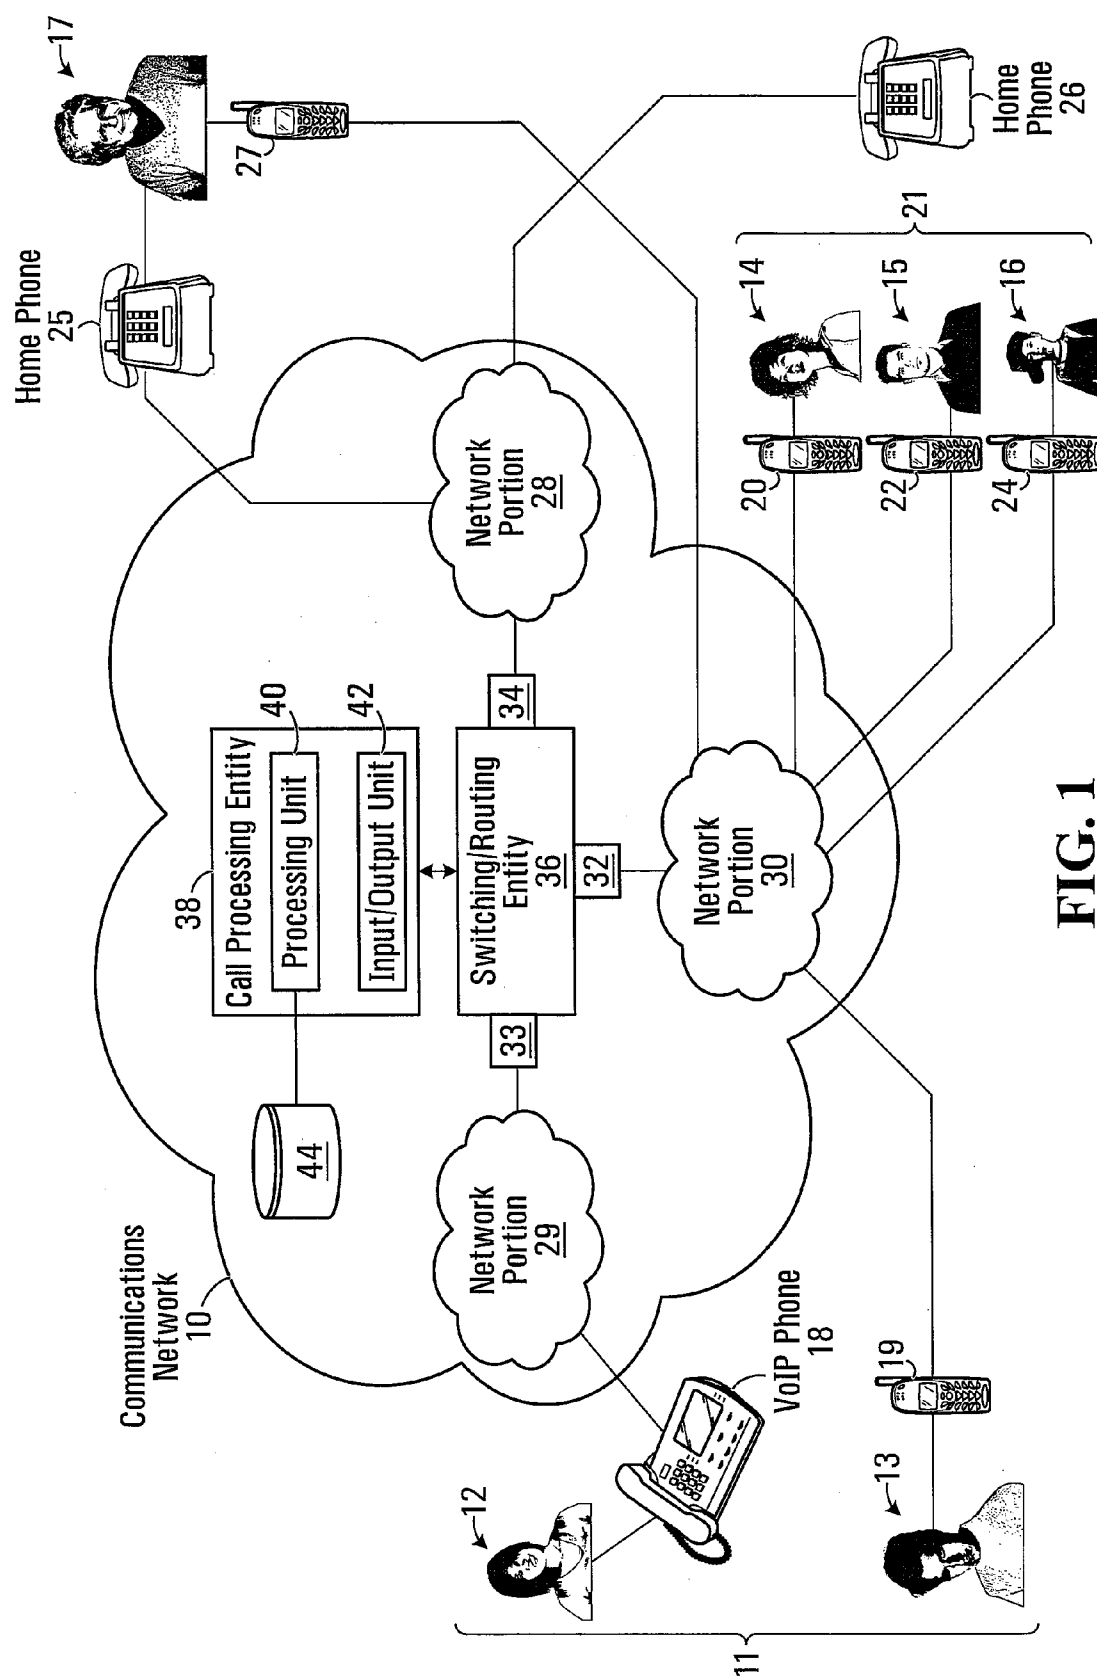 Communications
Network
10
38
Call Processing Entity
Processing Unit
40
Input/Output Unit
42
44
33
Switching/Routing
Entity
36
34
32
Network
Portion
29
Network
Portion
28
Network
Portion
30
Home Phone
25
17
27
Home
Phone
26
12
VoIP Phone
18
11
13
19
20
14
22
15
24
16
21
FIG. 1